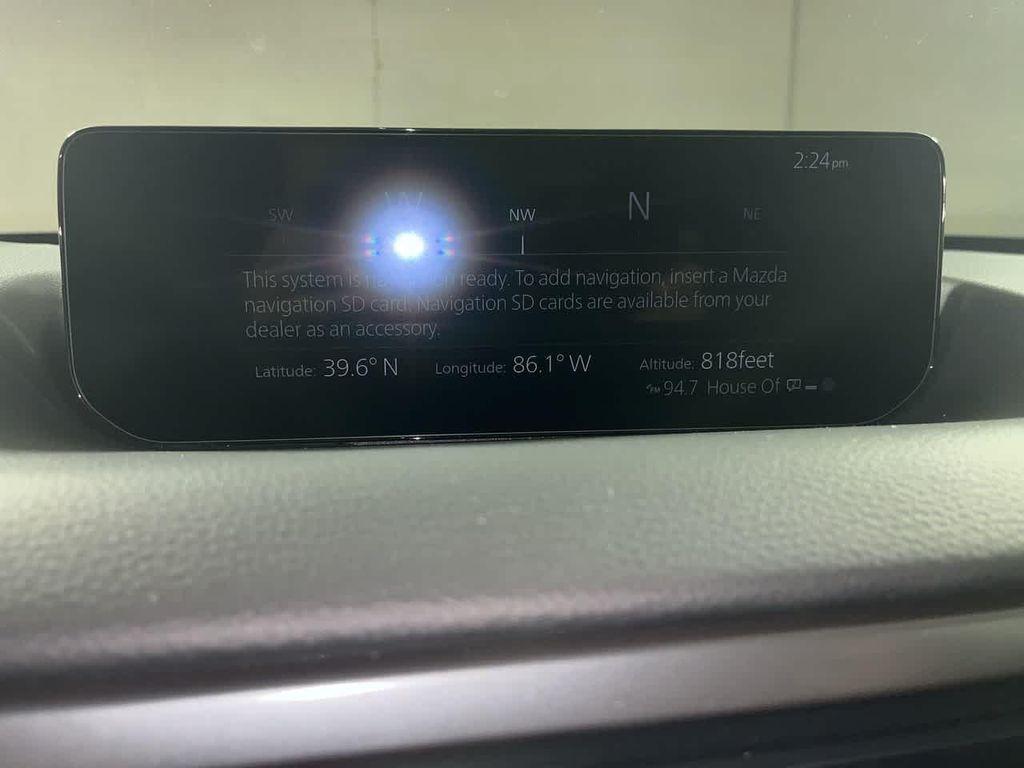 2:24pm
SW W NW N NE
This system is ready. To add navigation, insert a Mazda
navigation SD card. Navigation SD cards are available from your
dealer as an accessory.
Latitude: 39.6° N Longitude: 86.1° W Altitude: 818feet
FM 94.7 House Of